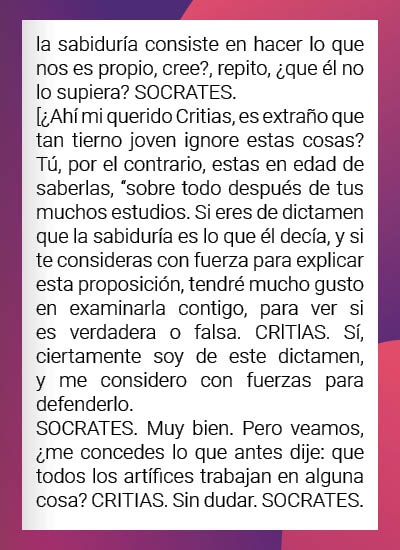 la sabiduría consiste en hacer lo que
nos es propio, cree?, repito, ¿que él no
lo supiera? SOCRATES.
[¿Ahí mi querido Critias, es extraño que
tan tierno joven ignore estas cosas?
Tú, por el contrario, estas en edad de
saberlas, “sobre todo después de tus
muchos estudios. Si eres de dictamen
que la sabiduría es lo que él decía, y si
te consideras con fuerza para explicar
esta proposición, tendré mucho gusto
en examinarla contigo, para ver si
es verdadera o falsa. CRITIAS. Sí,
ciertamente soy de este dictamen,
y me considero con fuerzas para
defenderlo.
SOCRATES. Muy bien. Pero veamos,
¿me concedes lo que antes dije: que
todos los artífices trabajan en alguna
cosa? CRITIAS. Sin dudar. SOCRATES.